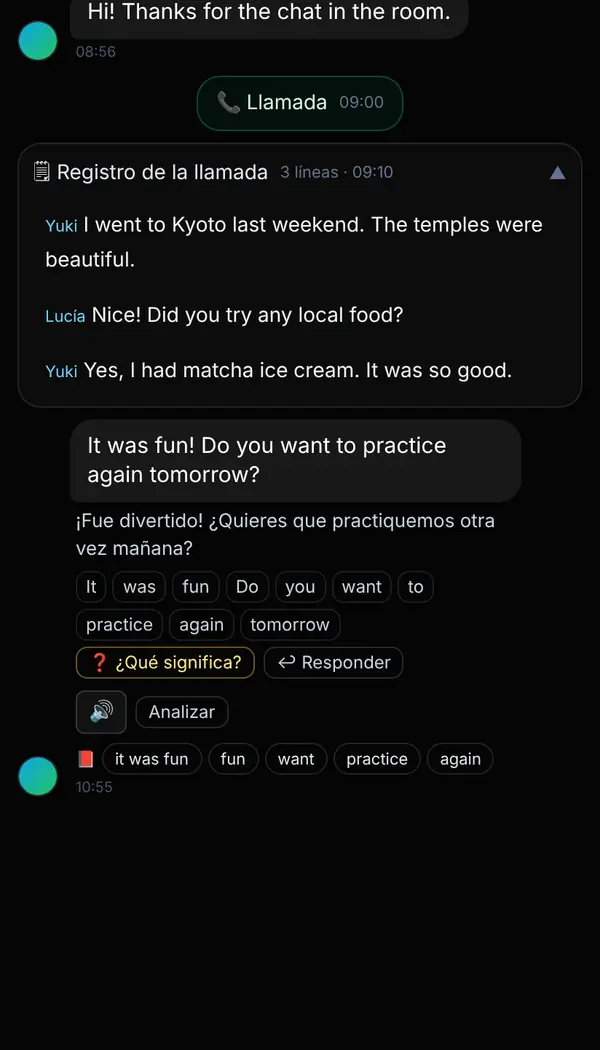 Hi! Thanks for the chat in the room.
08:56
Llamada 09:00
Registro de la llamada 3 líneas · 09:10
Yuki I went to Kyoto last weekend. The temples were
beautiful.
Lucía Nice! Did you try any local food?
Yuki Yes, I had matcha ice cream. It was so good.
It was fun! Do you want to practice
again tomorrow?
¡Fue divertido! ¿Quieres que practiquemos otra
vez mañana?
It was fun Do you want to
practice again tomorrow
❓ ¿Qué significa? ↩ Responder
Analizar
it was fun fun want practice again
10:55